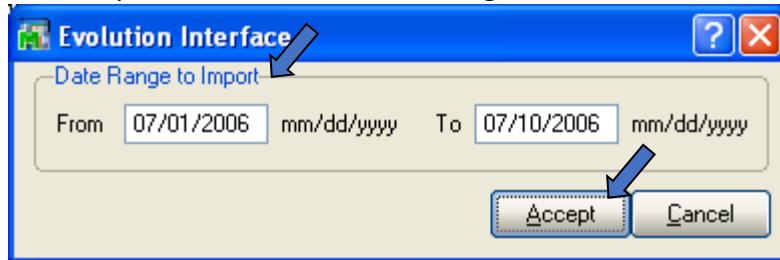 Evolution Interface
Date Range to Import
From 07/01/2006 mm/dd/yyyy To 07/10/2006 mm/dd/yyyy
Accept Cancel